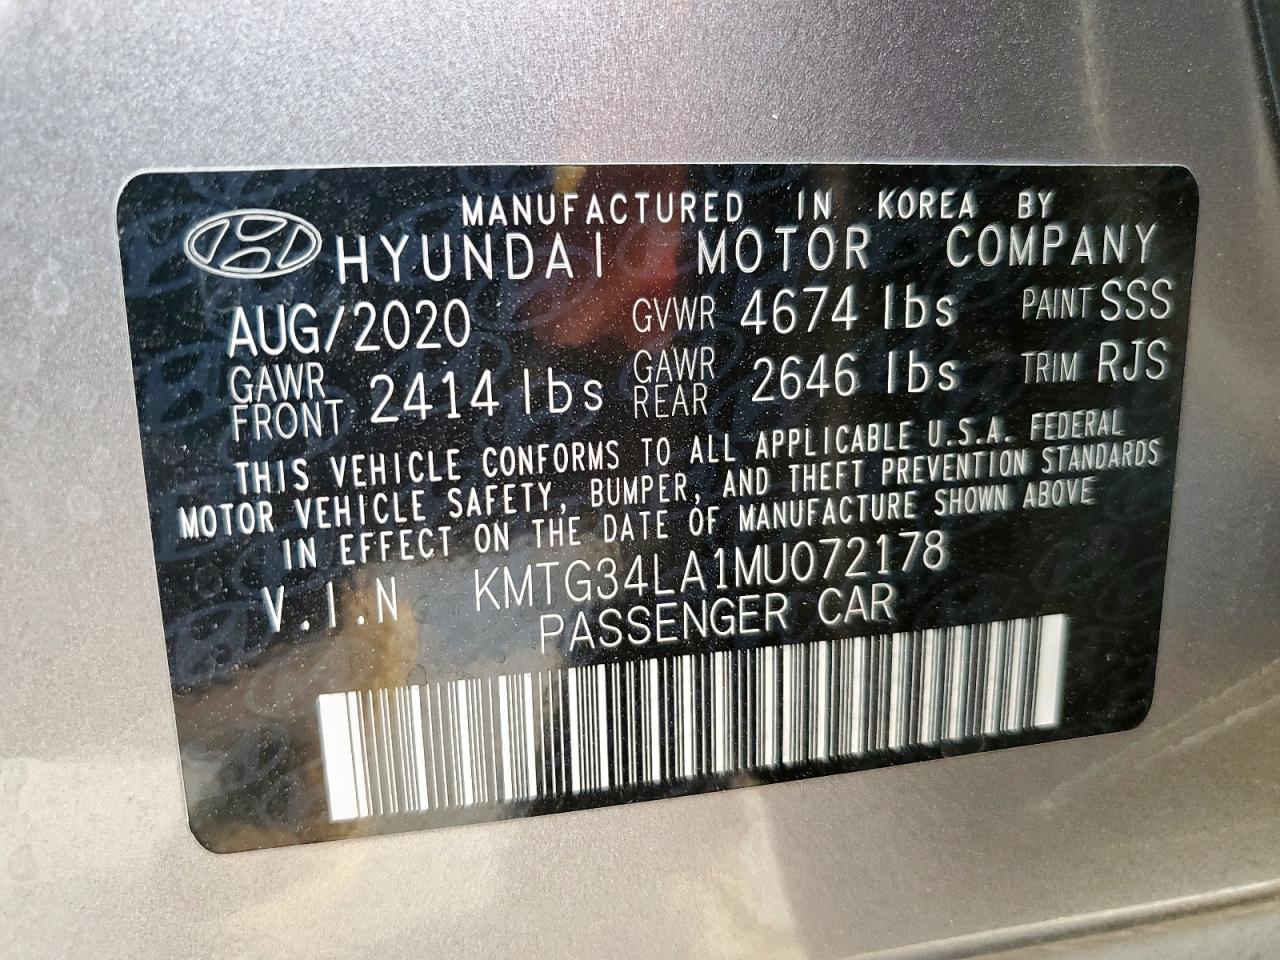 MANUFACTURED IN KOREA BY
HYUNDAI MOTOR COMPANY
AUG/2020 GVWR 4674 lbs PAINT SSS
GAWR FRONT 2414 lbs GAWR REAR 2646 lbs TRIM RJS
THIS VEHICLE CONFORMS TO ALL APPLICABLE U.S.A. FEDERAL
MOTOR VEHICLE SAFETY, BUMPER, AND THEFT PREVENTION STANDARDS
IN EFFECT ON THE DATE OF MANUFACTURE SHOWN ABOVE
V.I.N KMTG34LA1MU072178
PASSENGER CAR